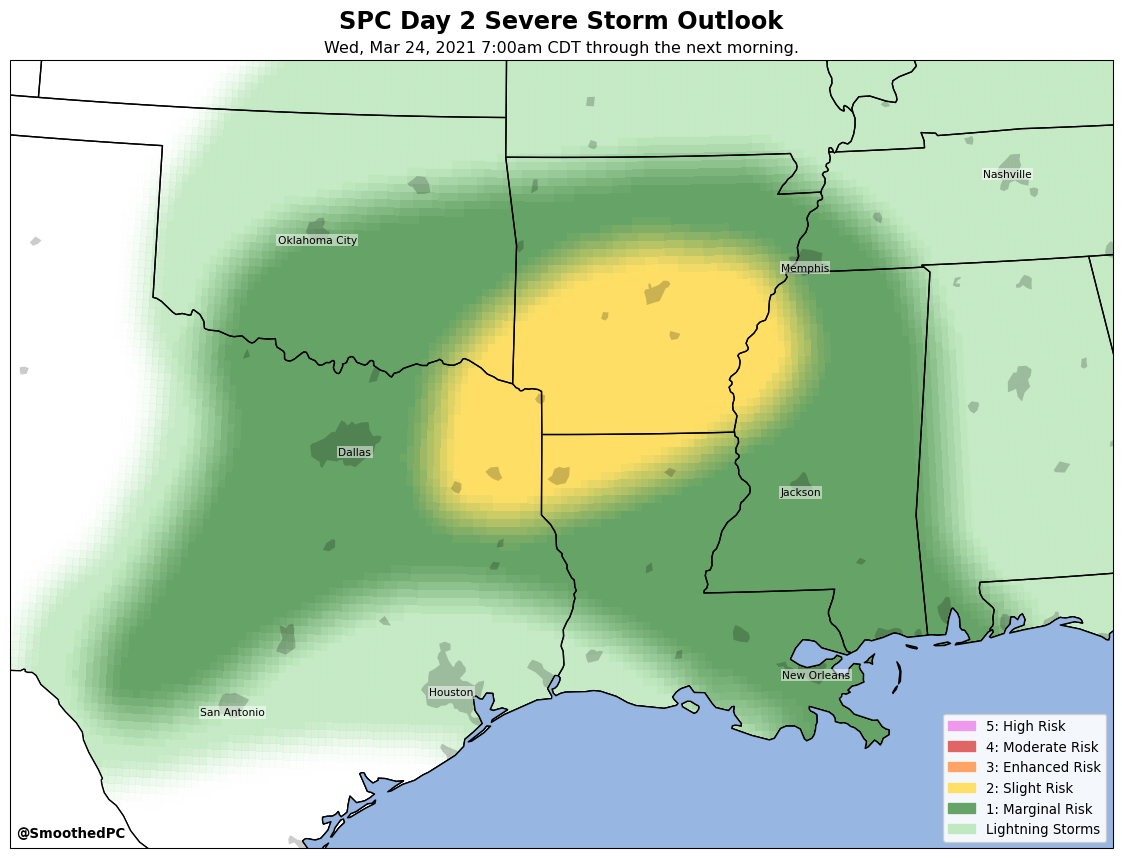 SPC Day 2 Severe Storm Outlook
Wed, Mar 24, 2021 7:00am CDT through the next morning.
Nashville
Oklahoma City
Memphis
Dallas
Jackson
New Orleans
Houston
San Antonio
5: High Risk
4: Moderate Risk
3: Enhanced Risk
2: Slight Risk
1: Marginal Risk
Lightning Storms
@SmoothedPC